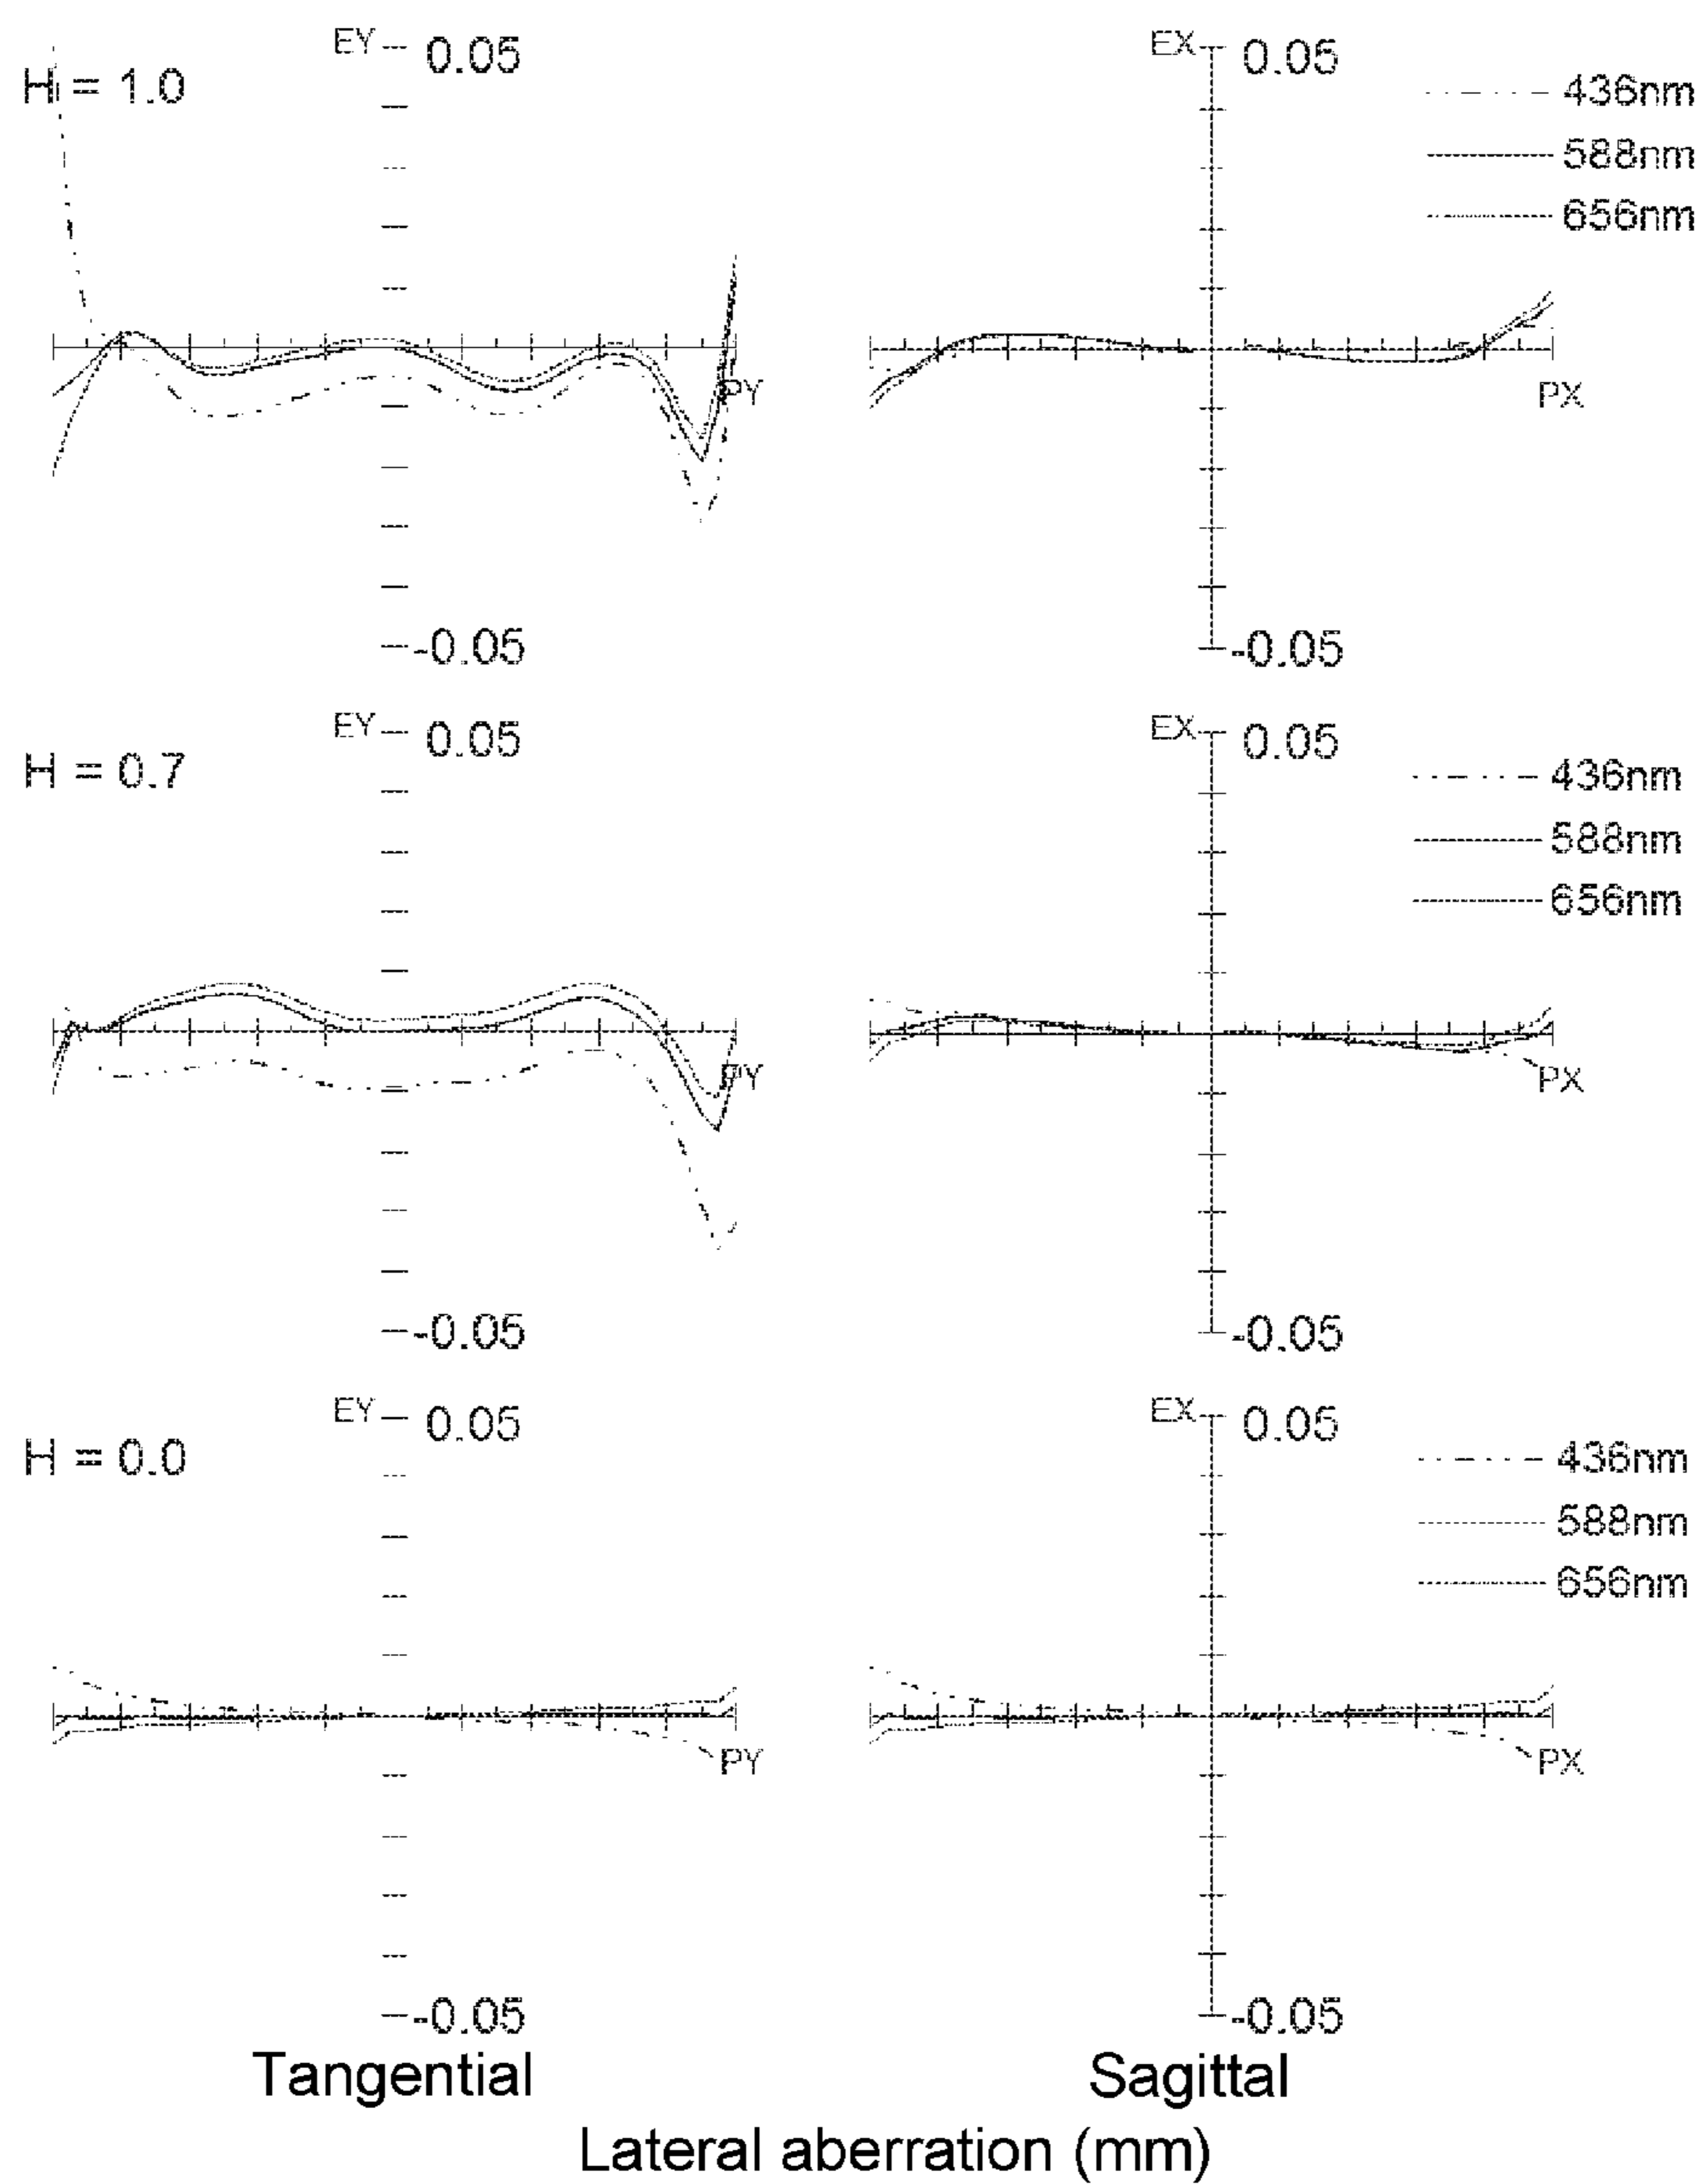 EY 0.05
EX 0.05
H = 1.0
436nm
588nm
656nm
PY
PX
-0.05
-0.05
EY 0.05
EX 0.05
H = 0.7
436nm
588nm
656nm
PY
PX
-0.05
-0.05
EY 0.05
EX 0.05
H = 0.0
436nm
588nm
656nm
PY
PX
-0.05
-0.05
Tangential
Sagittal
Lateral aberration (mm)